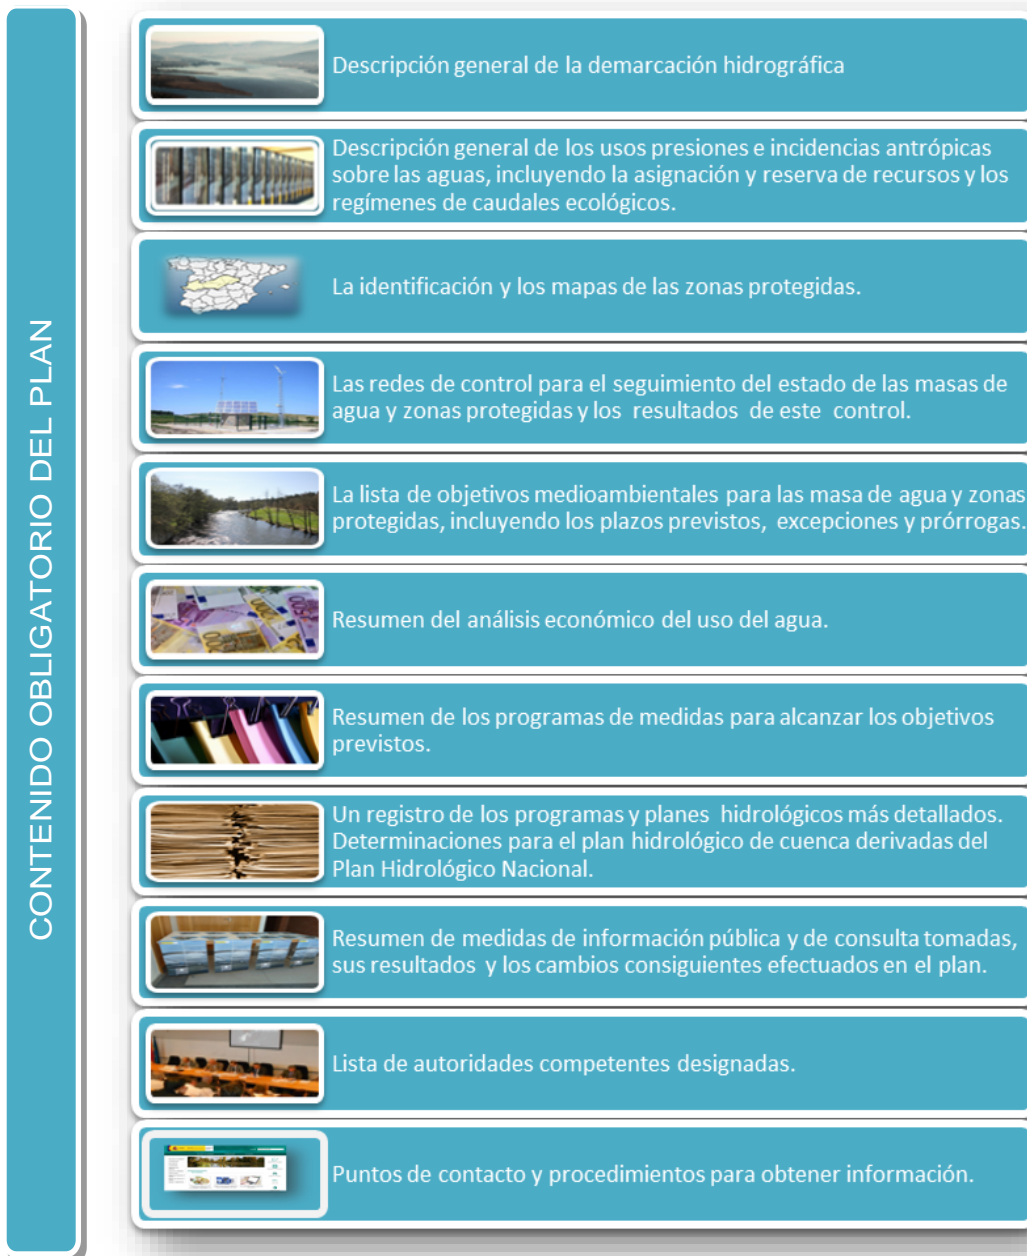 CONTENIDO OBLIGATORIO DEL PLAN
Descripción general de la demarcación hidrográfica
Descripción general de los usos presiones e incidencias antrópicas
sobre las aguas, incluyendo la asignación y reserva de recursos y los
regímenes de caudales ecológicos.
La identificación y los mapas de las zonas protegidas.
Las redes de control para el seguimiento del estado de las masas de
agua y zonas protegidas y los resultados de este control.
La lista de objetivos medioambientales para las masa de agua y zonas
protegidas, incluyendo los plazos previstos, excepciones y prórrogas.
Resumen del análisis económico del uso del agua.
Resumen de los programas de medidas para alcanzar los objetivos
previstos.
Un registro de los programas y planes hidrológicos más detallados.
Determinaciones para el plan hidrológico de cuenca derivadas del
Plan Hidrológico Nacional.
Resumen de medidas de información pública y de consulta tomadas,
sus resultados y los cambios consiguientes efectuados en el plan.
Lista de autoridades competentes designadas.
Puntos de contacto y procedimientos para obtener información.